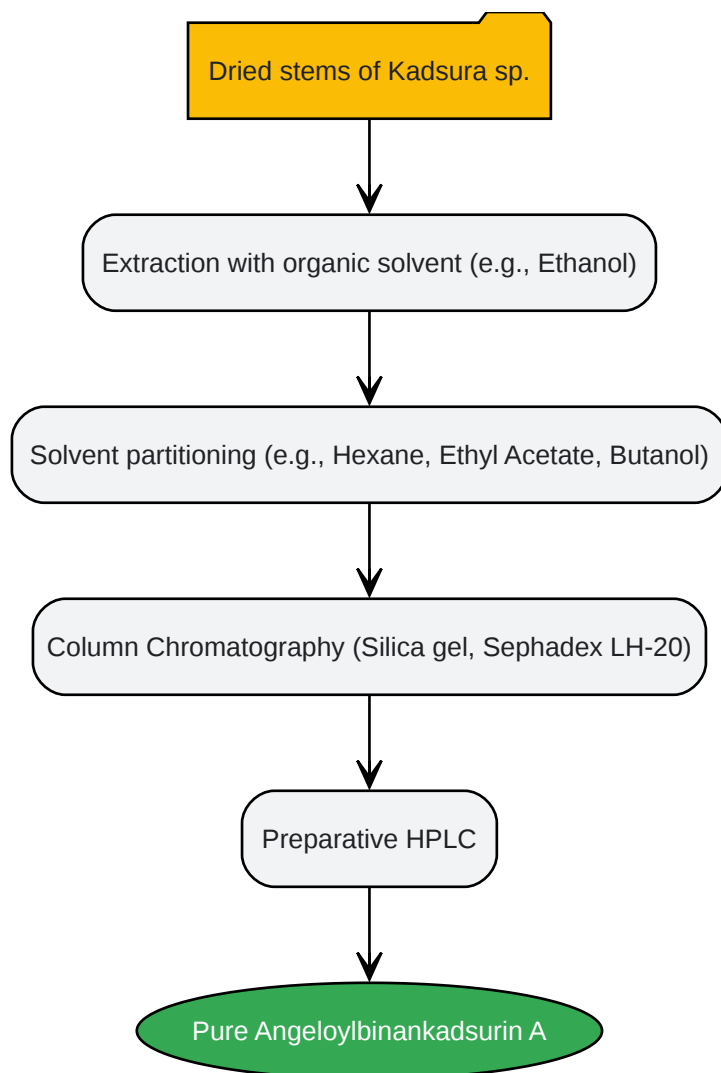 Dried stems of Kadsura sp.
Extraction with organic solvent (e.g., Ethanol)
Solvent partitioning (e.g., Hexane, Ethyl Acetate, Butanol)
Column Chromatography (Silica gel, Sephadex LH-20)
Preparative HPLC
Pure Angeloylbinankadsurin A